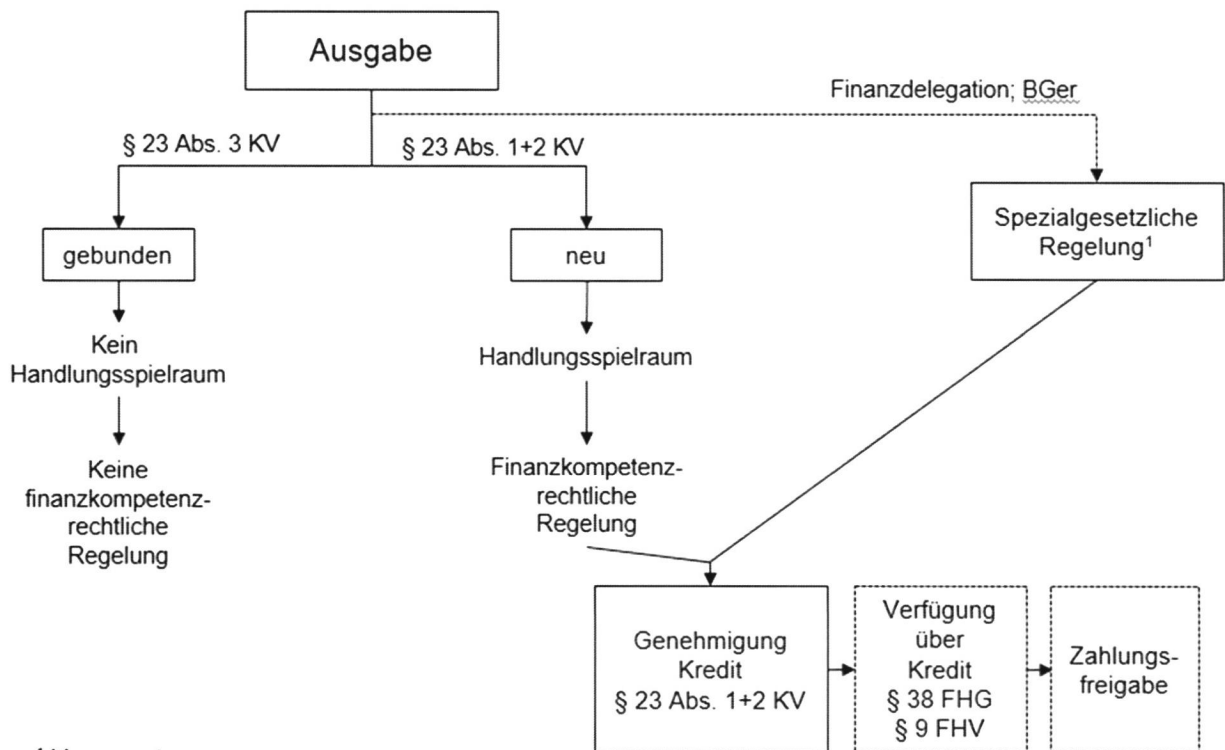 Ausgabe
Finanzdelegation; BGer
§ 23 Abs. 3 KV
§ 23 Abs. 1+2 KV
Spezialgesetzliche
Regelung¹
gebunden
neu
Kein
Handlungsspielraum
Handlungsspielraum
Keine
finanzkompetenz-
rechtliche
Regelung
Finanzkompetenz-
rechtliche
Regelung
Genehmigung
Kredit
§ 23 Abs. 1+2 KV
Verfügung
über
Kredit
§ 38 FHG
§ 9 FHV
Zahlungs-
freigabe